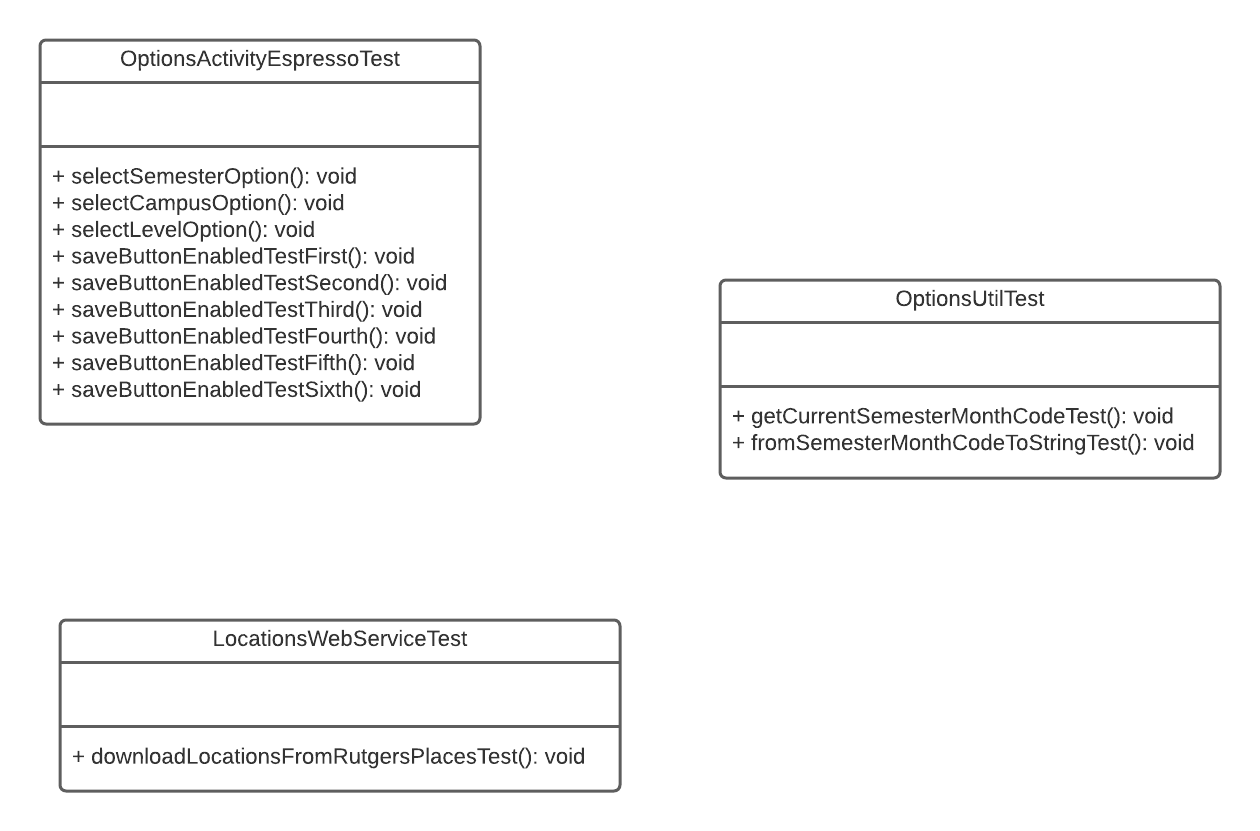 OptionsActivityEspressoTest
+ selectSemesterOption(): void
+ selectCampusOption(): void
+ selectLevelOption(): void
+ saveButtonEnabledTestFirst(): void
+ saveButtonEnabledTestSecond(): void
+ saveButtonEnabledTestThird(): void
+ saveButtonEnabledTestFourth(): void
+ saveButtonEnabledTestFifth(): void
+ saveButtonEnabledTestSixth(): void
OptionsUtilTest
+ getCurrentSemesterMonthCodeTest(): void
+ fromSemesterMonthCodeToStringTest(): void
LocationsWebServiceTest
+ downloadLocationsFromRutgersPlacesTest(): void